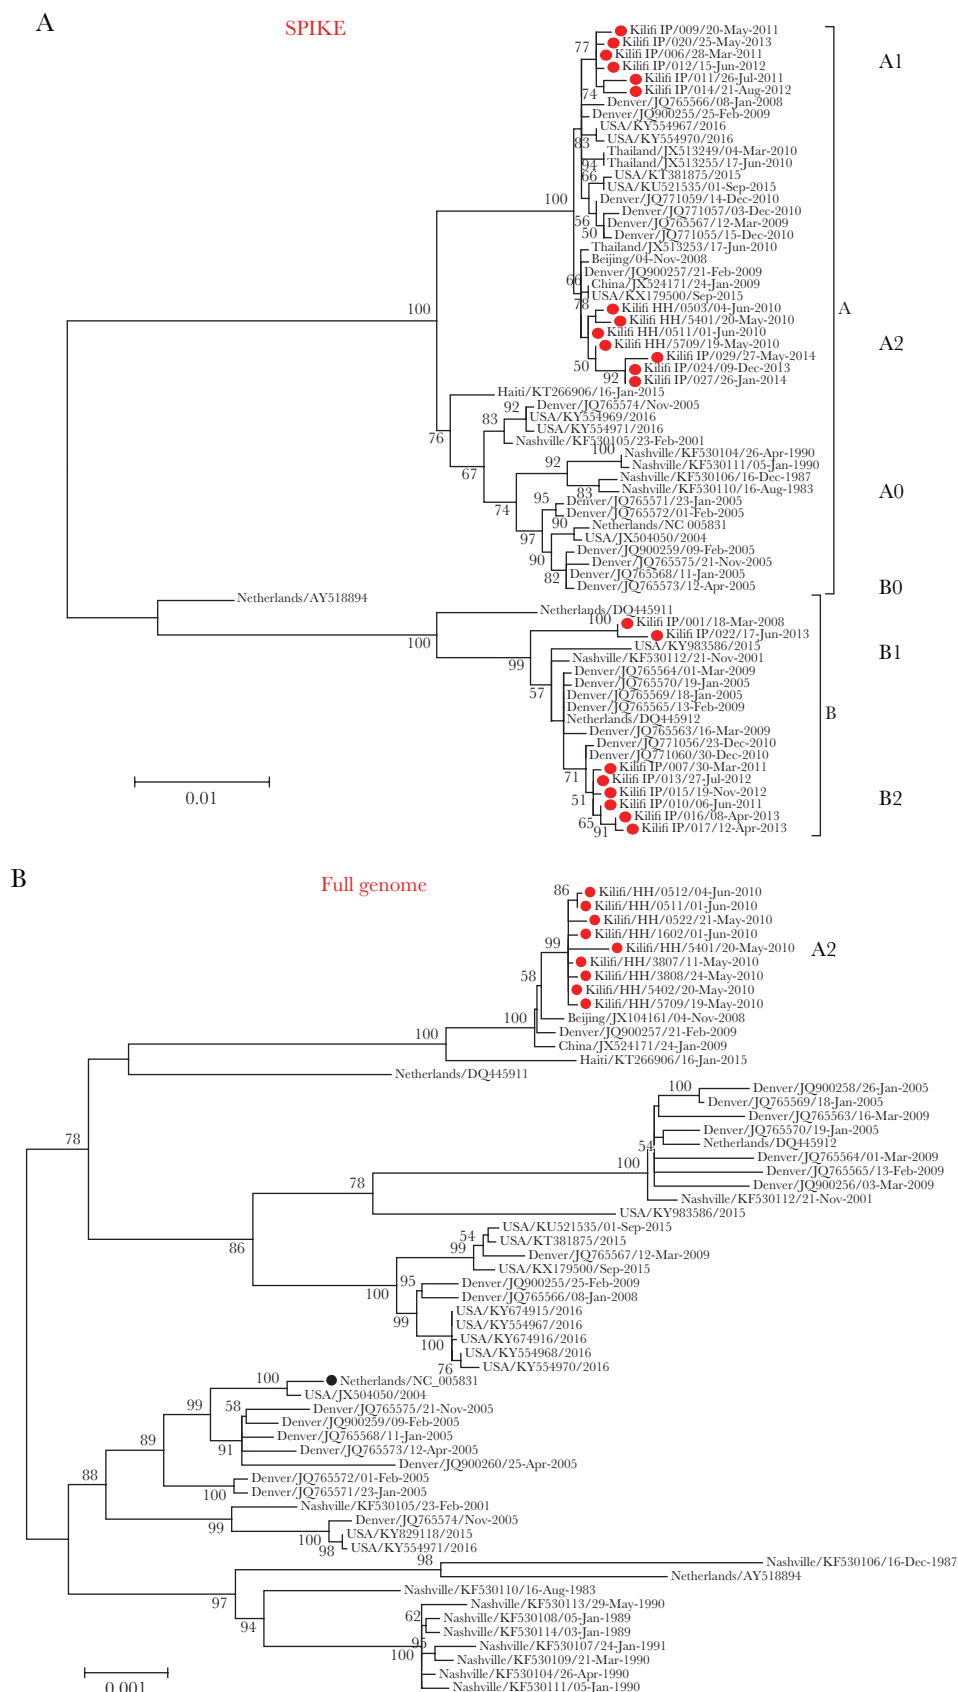 A
SPIKE
Kilifi IP/009/20-May-2011
77
Kilifi IP/020/25-May-2013
A1
Kilifi IP/006/28-Mar-2011
Kilifi IP/012/15-Jun-2012
Kilifi IP/011/26-Jul-2011
74
Kilifi IP/014/21-Aug-2012
Denver/JQ765566/08-Jan-2008
Denver/JQ900255/25-Feb-2009
USA/KY554967/2016
83
USA/KY554970/2016
Thailand/JX513249/04-Mar-2010
94
Thailand/JX513255/17-Jun-2010
66
USA/KT381875/2015
USA/KU521535/01-Sep-2015
100
Denver/JQ771059/14-Dec-2010
Denver/JQ771057/03-Dec-2010
56
Denver/JQ765567/12-Mar-2009
50
Denver/JQ771055/15-Dec-2010
Thailand/JX513253/17-Jun-2010
Beijing/04-Nov-2008
Denver/JQ900257/21-Feb-2009
66
China/JX524171/24-Jan-2009
USA/KX179500/Sep-2015
78
100
Kilifi HH/0503/04-Jun-2010
A
Kilifi HH/5401/20-May-2010
Kilifi HH/0511/01-Jun-2010
Kilifi HH/5709/19-May-2010
A2
Kilifi IP/029/27-May-2014
50
Kilifi IP/024/09-Dec-2013
92
Kilifi IP/027/26-Jan-2014
Haiti/KT266906/16-Jan-2015
92
Denver/JQ765574/Nov-2005
83
USA/KY554969/2016
USA/KY554971/2016
76
Nashville/KF530105/23-Feb-2001
100
Nashville/KF530104/26-Apr-1990
92
Nashville/KF530111/05-Jan-1990
67
Nashville/KF530106/16-Dec-1987
83
Nashville/KF530110/16-Aug-1983
A0
95
Denver/JQ765571/23-Jan-2005
74
Denver/JQ765572/01-Feb-2005
90
Netherlands/NC 005831
97
USA/JX504050/2004
Denver/JQ900259/09-Feb-2005
90
Denver/JQ765575/21-Nov-2005
82
Denver/JQ765568/11-Jan-2005
Denver/JQ765573/12-Apr-2005
B0
Netherlands/AY518894
Netherlands/DQ445911
100
Kilifi IP/001/18-Mar-2008
Kilifi IP/022/17-Jun-2013
100
USA/KY983586/2015
B1
99
Nashville/KF530112/21-Nov-2001
Denver/JQ765564/01-Mar-2009
Denver/JQ765570/19-Jan-2005
57
Denver/JQ765569/18-Jan-2005
Denver/JQ765565/13-Feb-2009
B
Netherlands/DQ445912
Denver/JQ765563/16-Mar-2009
Denver/JQ771056/23-Dec-2010
Denver/JQ771060/30-Dec-2010
71
Kilifi IP/007/30-Mar-2011
Kilifi IP/013/27-Jul-2012
0.01
51
Kilifi IP/015/19-Nov-2012
B2
Kilifi IP/010/06-Jun-2011
65
Kilifi IP/016/08-Apr-2013
91
Kilifi IP/017/12-Apr-2013
B
Full genome
86
Kilifi/HH/0512/04-Jun-2010
Kilifi/HH/0511/01-Jun-2010
Kilifi/HH/0522/21-May-2010
Kilifi/HH/1602/01-Jun-2010
99
Kilifi/HH/5401/20-May-2010
A2
Kilifi/HH/3807/11-May-2010
58
Kilifi/HH/3808/24-May-2010
Kilifi/HH/5402/20-May-2010
Kilifi/HH/5709/19-May-2010
100
Beijing/JX104161/04-Nov-2008
Denver/JQ900257/21-Feb-2009
100
China/JX524171/24-Jan-2009
Haiti/KT266906/16-Jan-2015
Netherlands/DQ445911
100
Denver/JQ900258/26-Jan-2005
Denver/JQ765569/18-Jan-2005
Denver/JQ765563/16-Mar-2009
Denver/JQ765570/19-Jan-2005
78
54
Netherlands/DQ445912
Denver/JQ765564/01-Mar-2009
100
Denver/JQ765565/13-Feb-2009
78
Denver/JQ900256/03-Mar-2009
Nashville/KF530112/21-Nov-2001
USA/KY983586/2015
USA/KU521535/01-Sep-2015
54
USA/KT381875/2015
86
99
Denver/JQ765567/12-Mar-2009
USA/KX179500/Sep-2015
95
Denver/JQ900255/25-Feb-2009
100
Denver/JQ765566/08-Jan-2008
USA/KY674915/2016
99
USA/KY554967/2016
USA/KY674916/2016
100
USA/KY554968/2016
76
USA/KY554970/2016
100
Netherlands/NC_005831
USA/JX504050/2004
99
58
Denver/JQ765575/21-Nov-2005
Denver/JQ900259/09-Feb-2005
89
Denver/JQ765568/11-Jan-2005
91
Denver/JQ765573/12-Apr-2005
Denver/JQ900260/25-Apr-2005
88
Denver/JQ765572/01-Feb-2005
100
Denver/JQ765571/23-Jan-2005
Nashville/KF530105/23-Feb-2001
99
Denver/JQ765574/Nov-2005
100
USA/KY829118/2015
98
USA/KY554971/2016
98
Nashville/KF530106/16-Dec-1987
Netherlands/AY518894
97
Nashville/KF530110/16-Aug-1983
Nashville/KF530113/29-May-1990
62
Nashville/KF530108/05-Jan-1989
94
Nashville/KF530114/03-Jan-1989
95
Nashville/KF530107/24-Jan-1991
100
Nashville/KF530109/21-Mar-1990
Nashville/KF530104/26-Apr-1990
0.001
Nashville/KF530111/05-Jan-1990